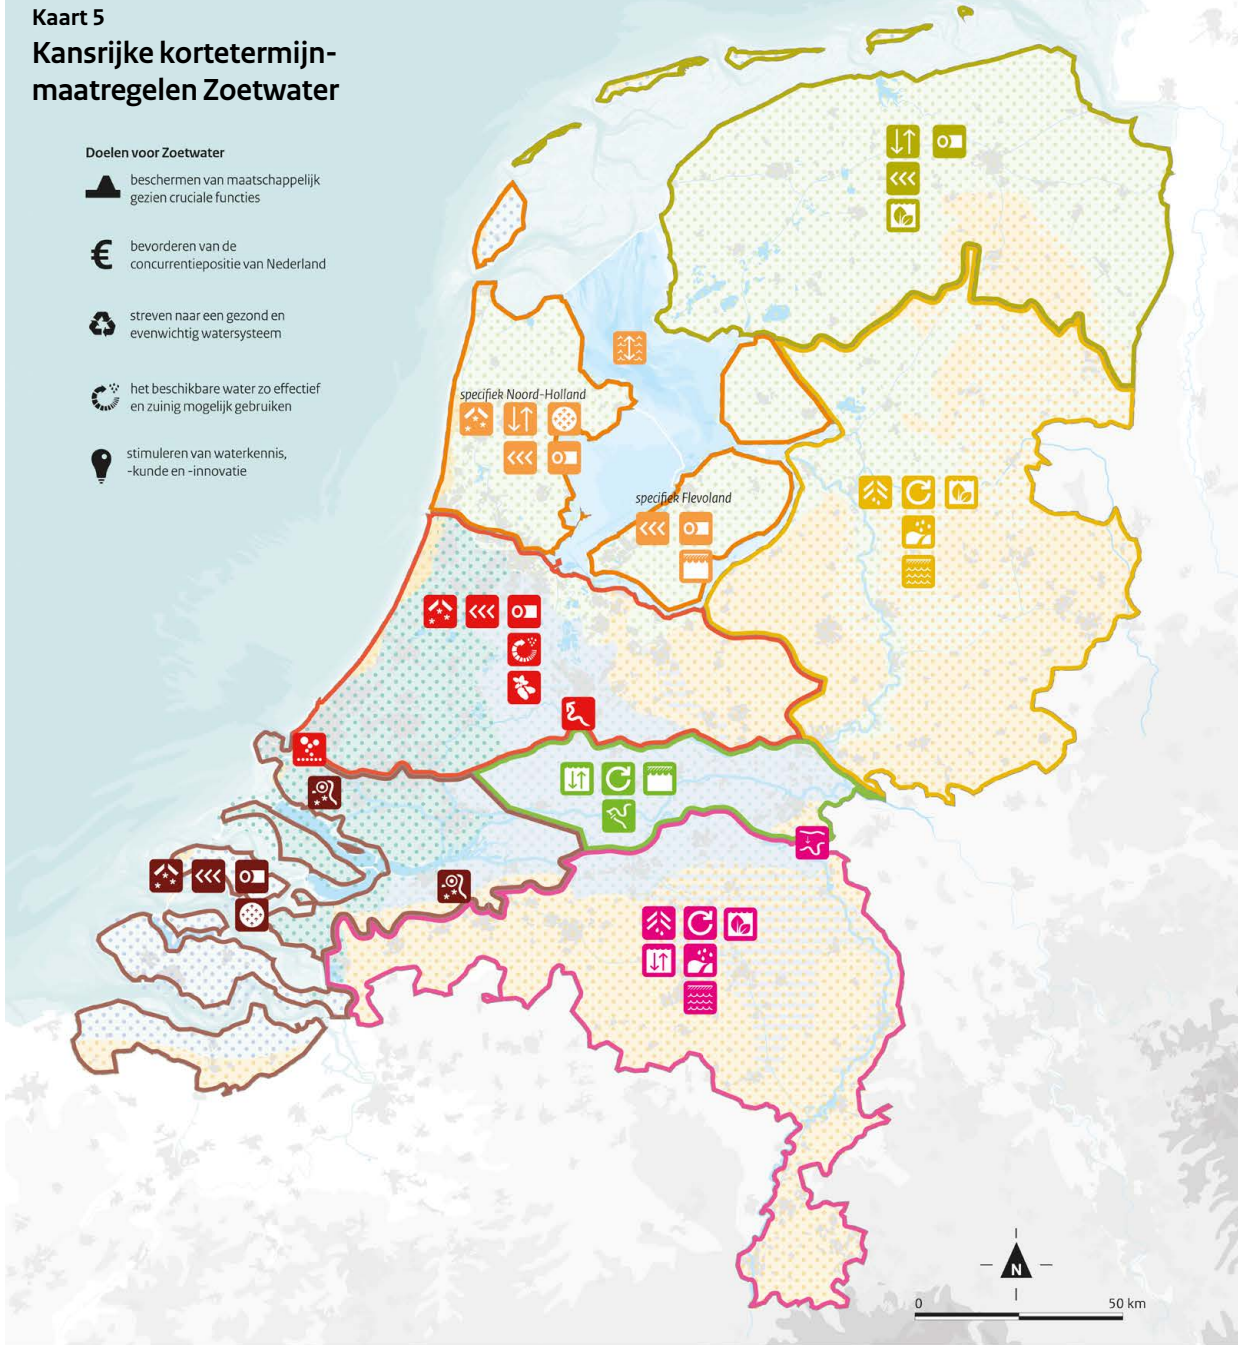 Kaart 5
Kansrijke kortetermijn-
maatregelen Zoetwater
Doelen voor Zoetwater
beschermen van maatschappelijk
gezien cruciale functies
€
bevorderen van de
concurrentiepositie van Nederland
streven naar een gezond en
evenwichtig watersysteem
het beschikbare water zo effectief
en zuinig mogelijk gebruiken
stimuleren van waterkennis,
-kunde en -innovatie
specifiek Noord-Holland
specifiek Flevoland
N
0
50 km